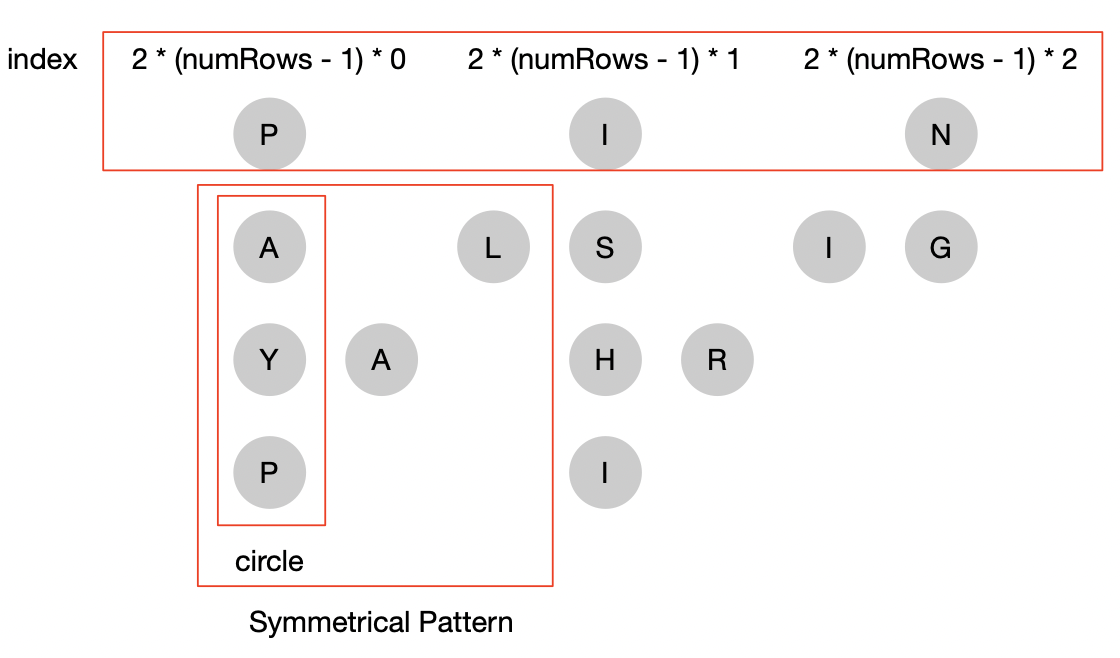 index 2 * (numRows - 1) * 0 2 * (numRows - 1) * 1 2 * (numRows - 1) * 2
P I N
A L S I G
Y A H R
P I
circle
Symmetrical Pattern